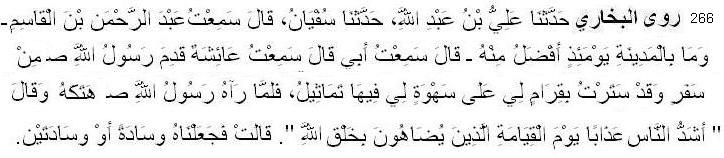 266 روى البخاري حَدَّثَنَا عَلِيُّ بْنُ عَبْدِ اللَّهِ، حَدَّثَنَا سُفْيَانُ، قَالَ سَمِعْتُ عَبْدَ الرَّحْمَنِ بْنَ الْقَاسِمِ ـ
وَمَا بِالْمَدِينَةِ يَوْمَئِذٍ أَفْضَلُ مِنْهُ ـ قَالَ سَمِعْتُ أَبِي قَالَ سَمِعْتُ عَائِشَةَ قَدِمَ رَسُولُ اللَّهِ صـ مِنْ
سَفَرٍ وَقَدْ سَتَرْتُ بِقِرَامٍ لِي عَلَى سَهْوَةٍ لِي فِيهَا تَمَاثِيلُ، فَلَمَّا رَآهُ رَسُولُ اللَّهِ صـ هَتَكَهُ وَقَالَ
" أَشَدُّ النَّاسِ عَذَابًا يَوْمَ الْقِيَامَةِ الَّذِينَ يُضَاهُونَ بِخَلْقِ اللَّهِ ". قَالَتْ فَجَعَلْنَاهُ وِسَادَةً أَوْ وِسَادَتَيْنِ.